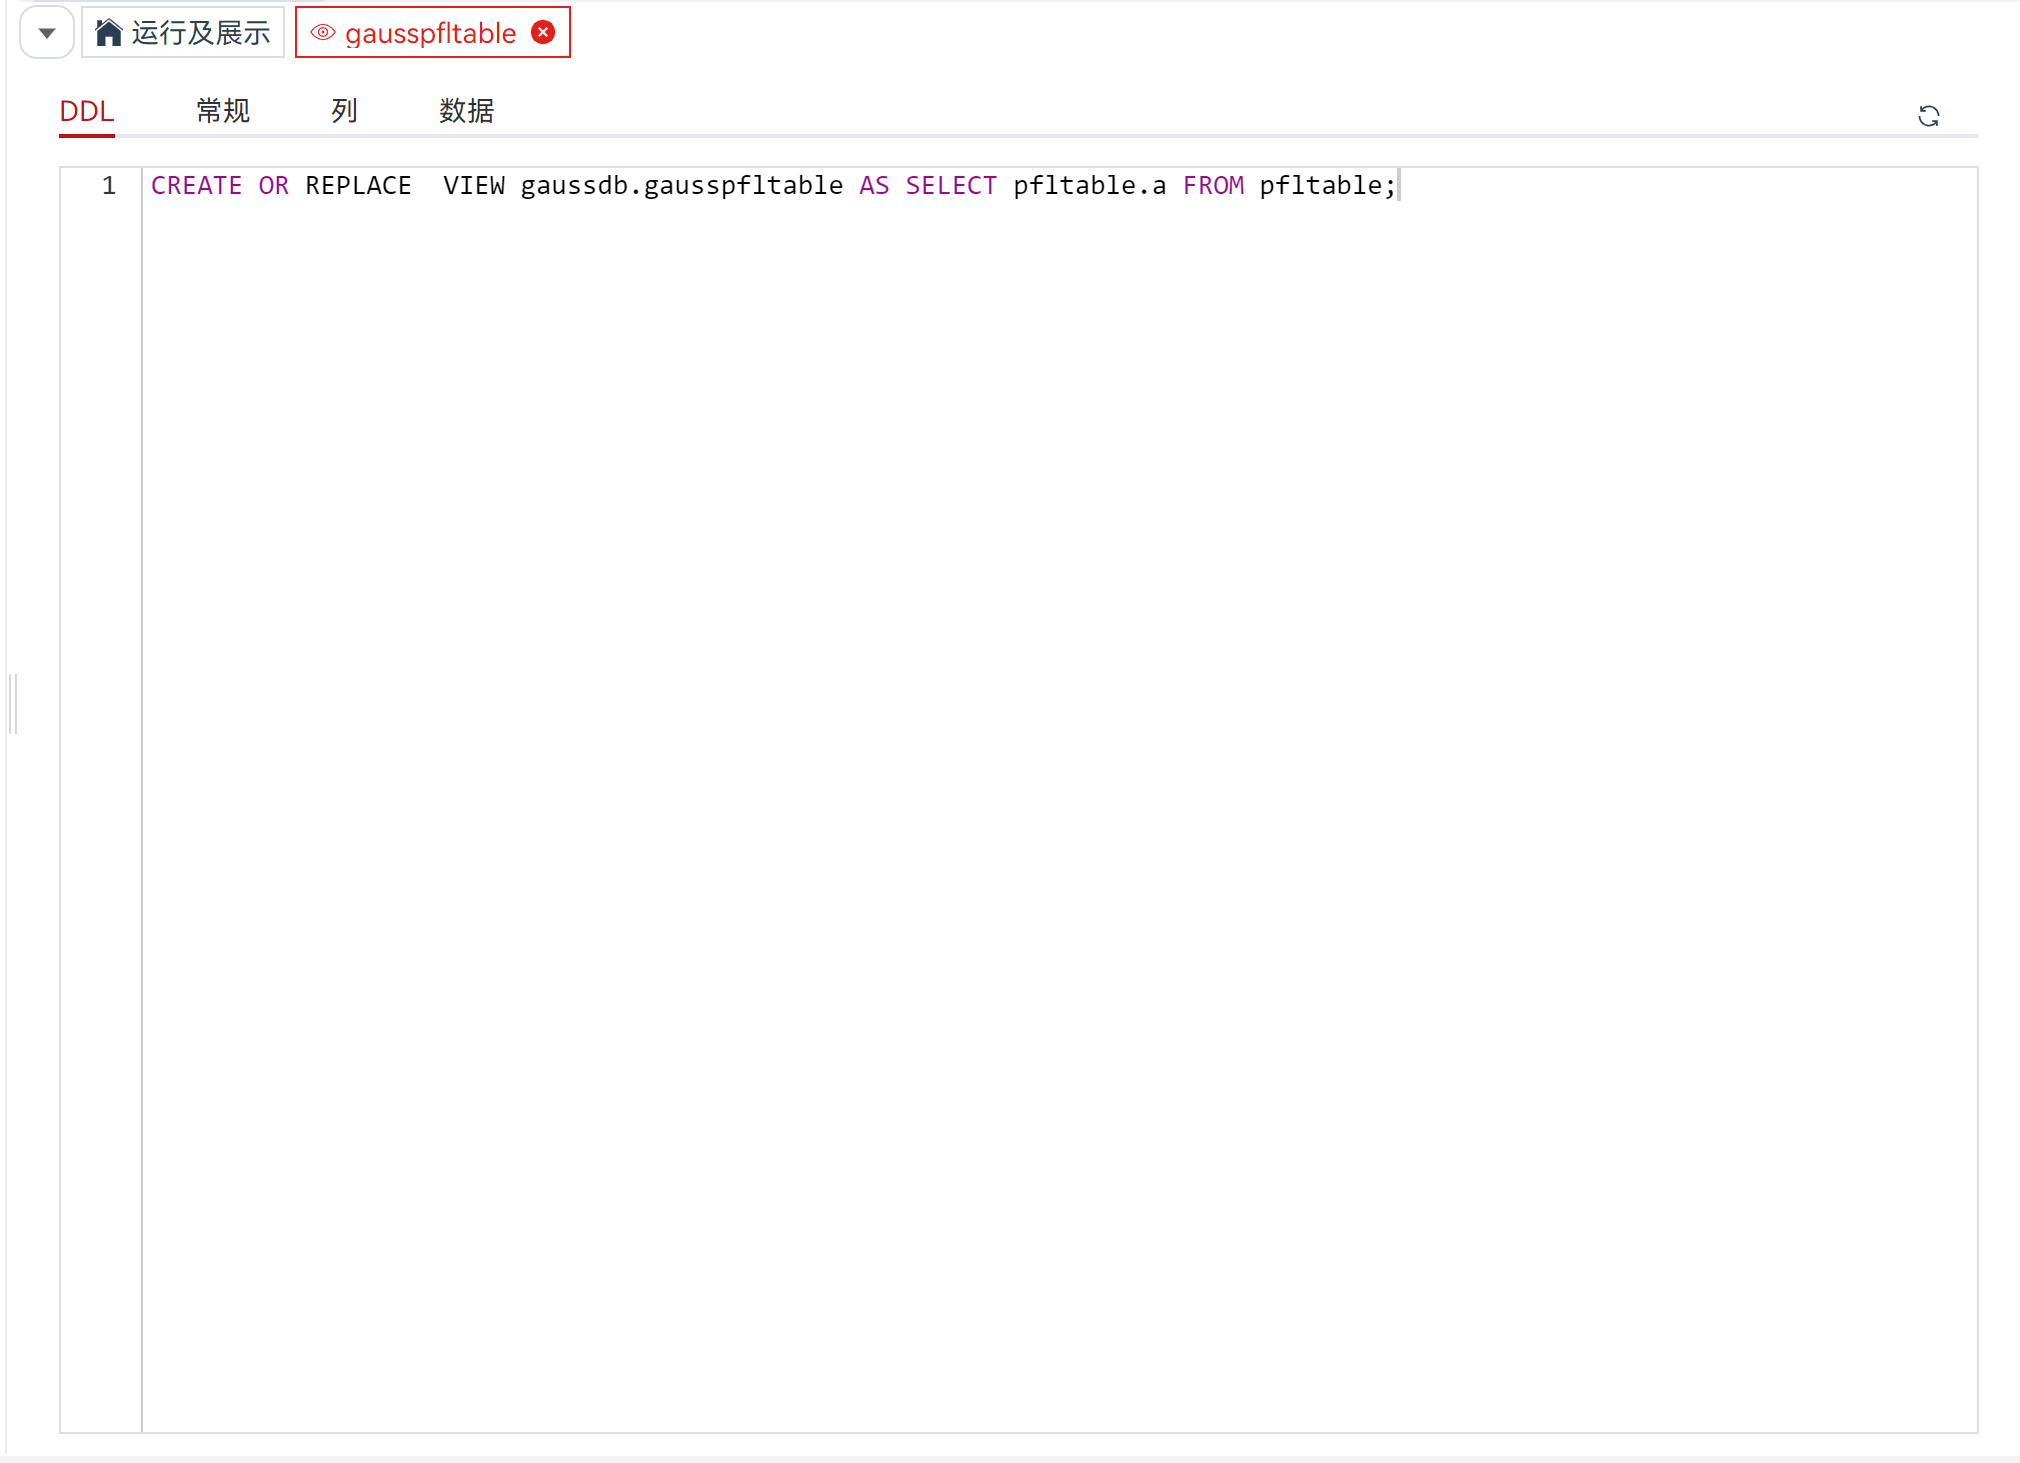 运行及展示 gausspfltable
DDL 常规 列 数据
1 CREATE OR REPLACE  VIEW gaussdb.gausspfltable AS SELECT pfltable.a FROM pfltable;